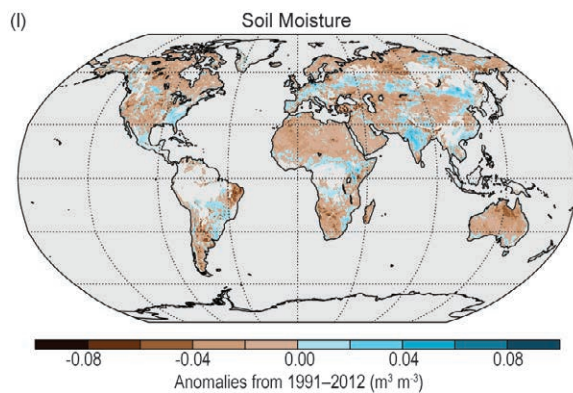 (l)
Soil Moisture
-0.08 -0.04 0.00 0.04 0.08
Anomalies from 1991–2012 (m³ m⁻³)